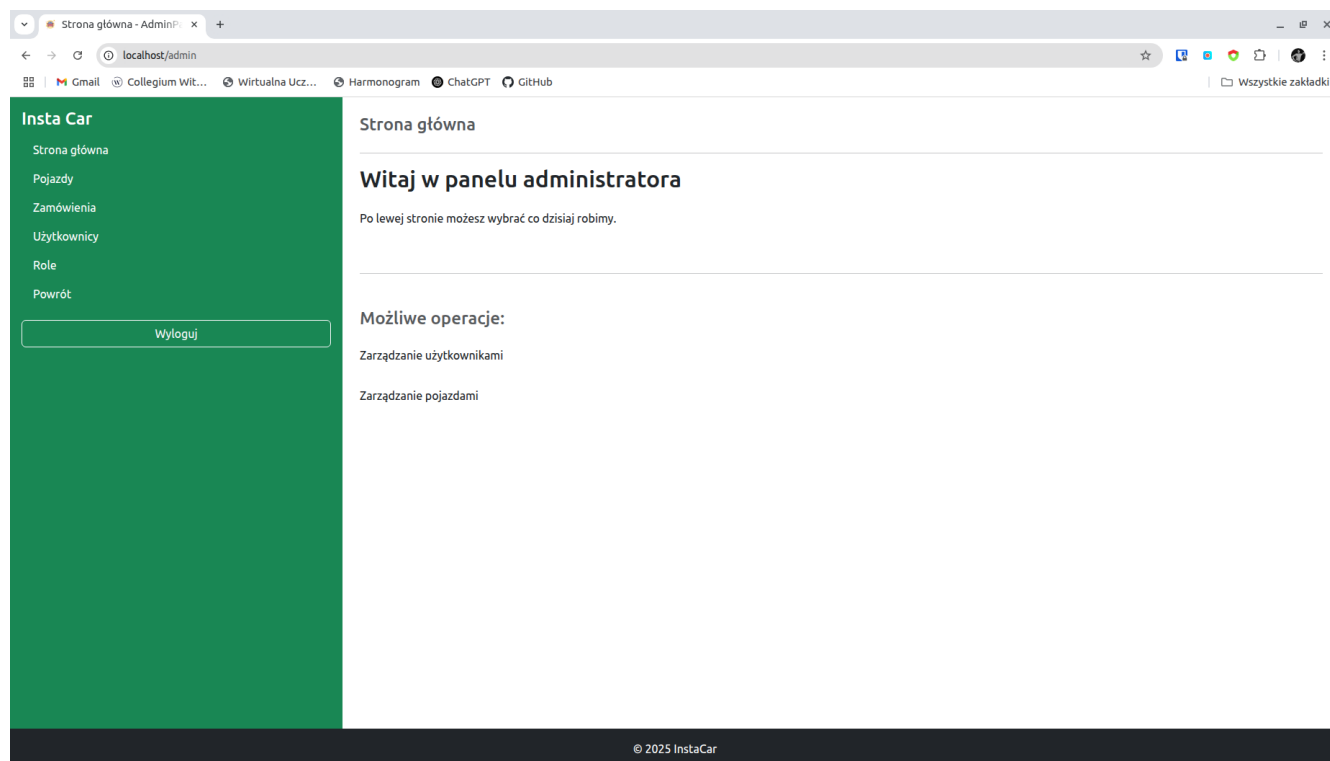 Strona główna - AdminP
localhost/admin
Gmail Collegium Wit... Wirtualna Ucz... Harmonogram ChatGPT GitHub Wszystkie zakładki
Insta Car
Strona główna
Pojazdy
Zamówienia
Użytkownicy
Role
Powrót
Wyloguj
Strona główna
Witaj w panelu administratora
Po lewej stronie możesz wybrać co dzisiaj robimy.
Możliwe operacje:
Zarządzanie użytkownikami
Zarządzanie pojazdami
© 2025 InstaCar